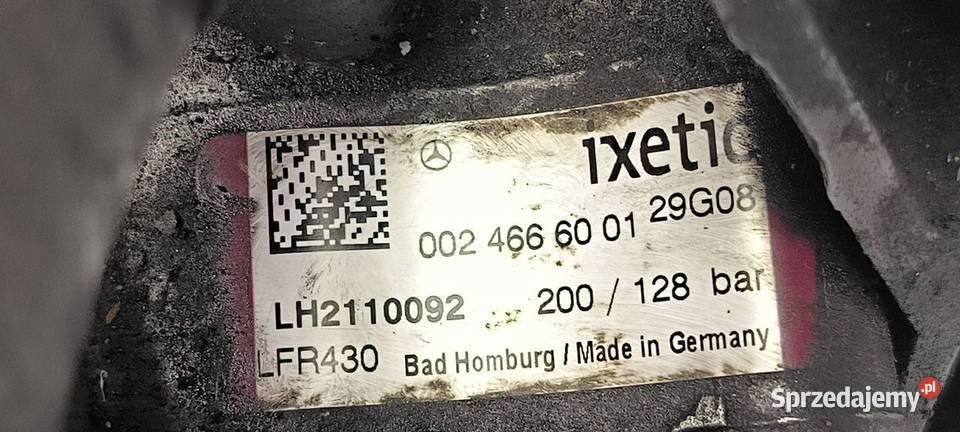 ixetic
002 466 60 01 29G08
LH2110092 200 / 128 bar
LFR430 Bad Homburg / Made in Germany
Sprzedajemy.pl